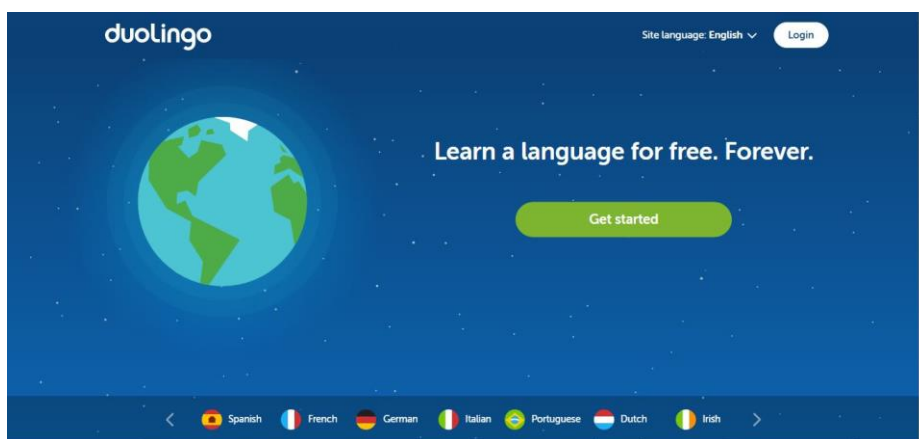 duolingo
Site language: English
Login
Learn a language for free. Forever.
Get started
Spanish French German Italian Portuguese Dutch Irish